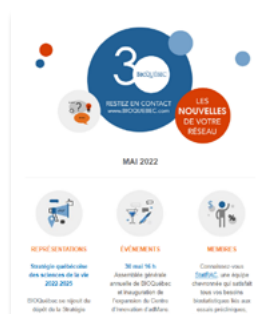 BIOQuébec
RESTEZ EN CONTACT
www.BIOQUEBEC.com
LES
NOUVELLES
DE VOTRE
RÉSEAU
MAI 2022
REPRÉSENTATIONS
Stratégie québécoise
des sciences de la vie
2022-2025
BIOQuébec se réjouit du
dépôt de la Stratégie
ÉVÉNEMENTS
30 mai 16 h
Assemblée générale
annuelle de BIOQuébec
et inauguration de
l'expansion du Centre
d'innovation d'adMare
MEMBRES
Connaissez-vous
StatRAC, une équipe
chevronnée qui satisfait
tous vos besoins
biostatistiques liés aux
essais précliniques,